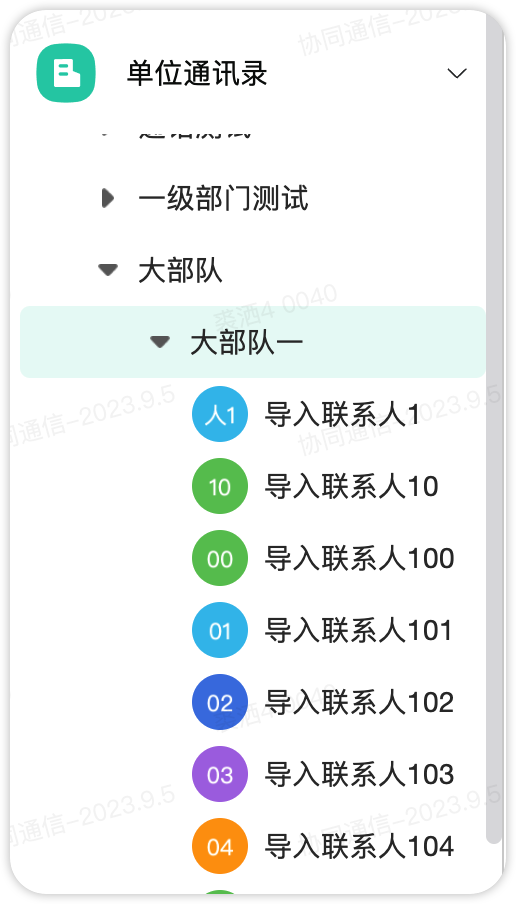 单位通讯录
通话测试
一级部门测试
大部队
大部队一
人1 导入联系人1
10 导入联系人10
00 导入联系人100
01 导入联系人101
02 导入联系人102
03 导入联系人103
04 导入联系人104
协同通信-2023.9.5